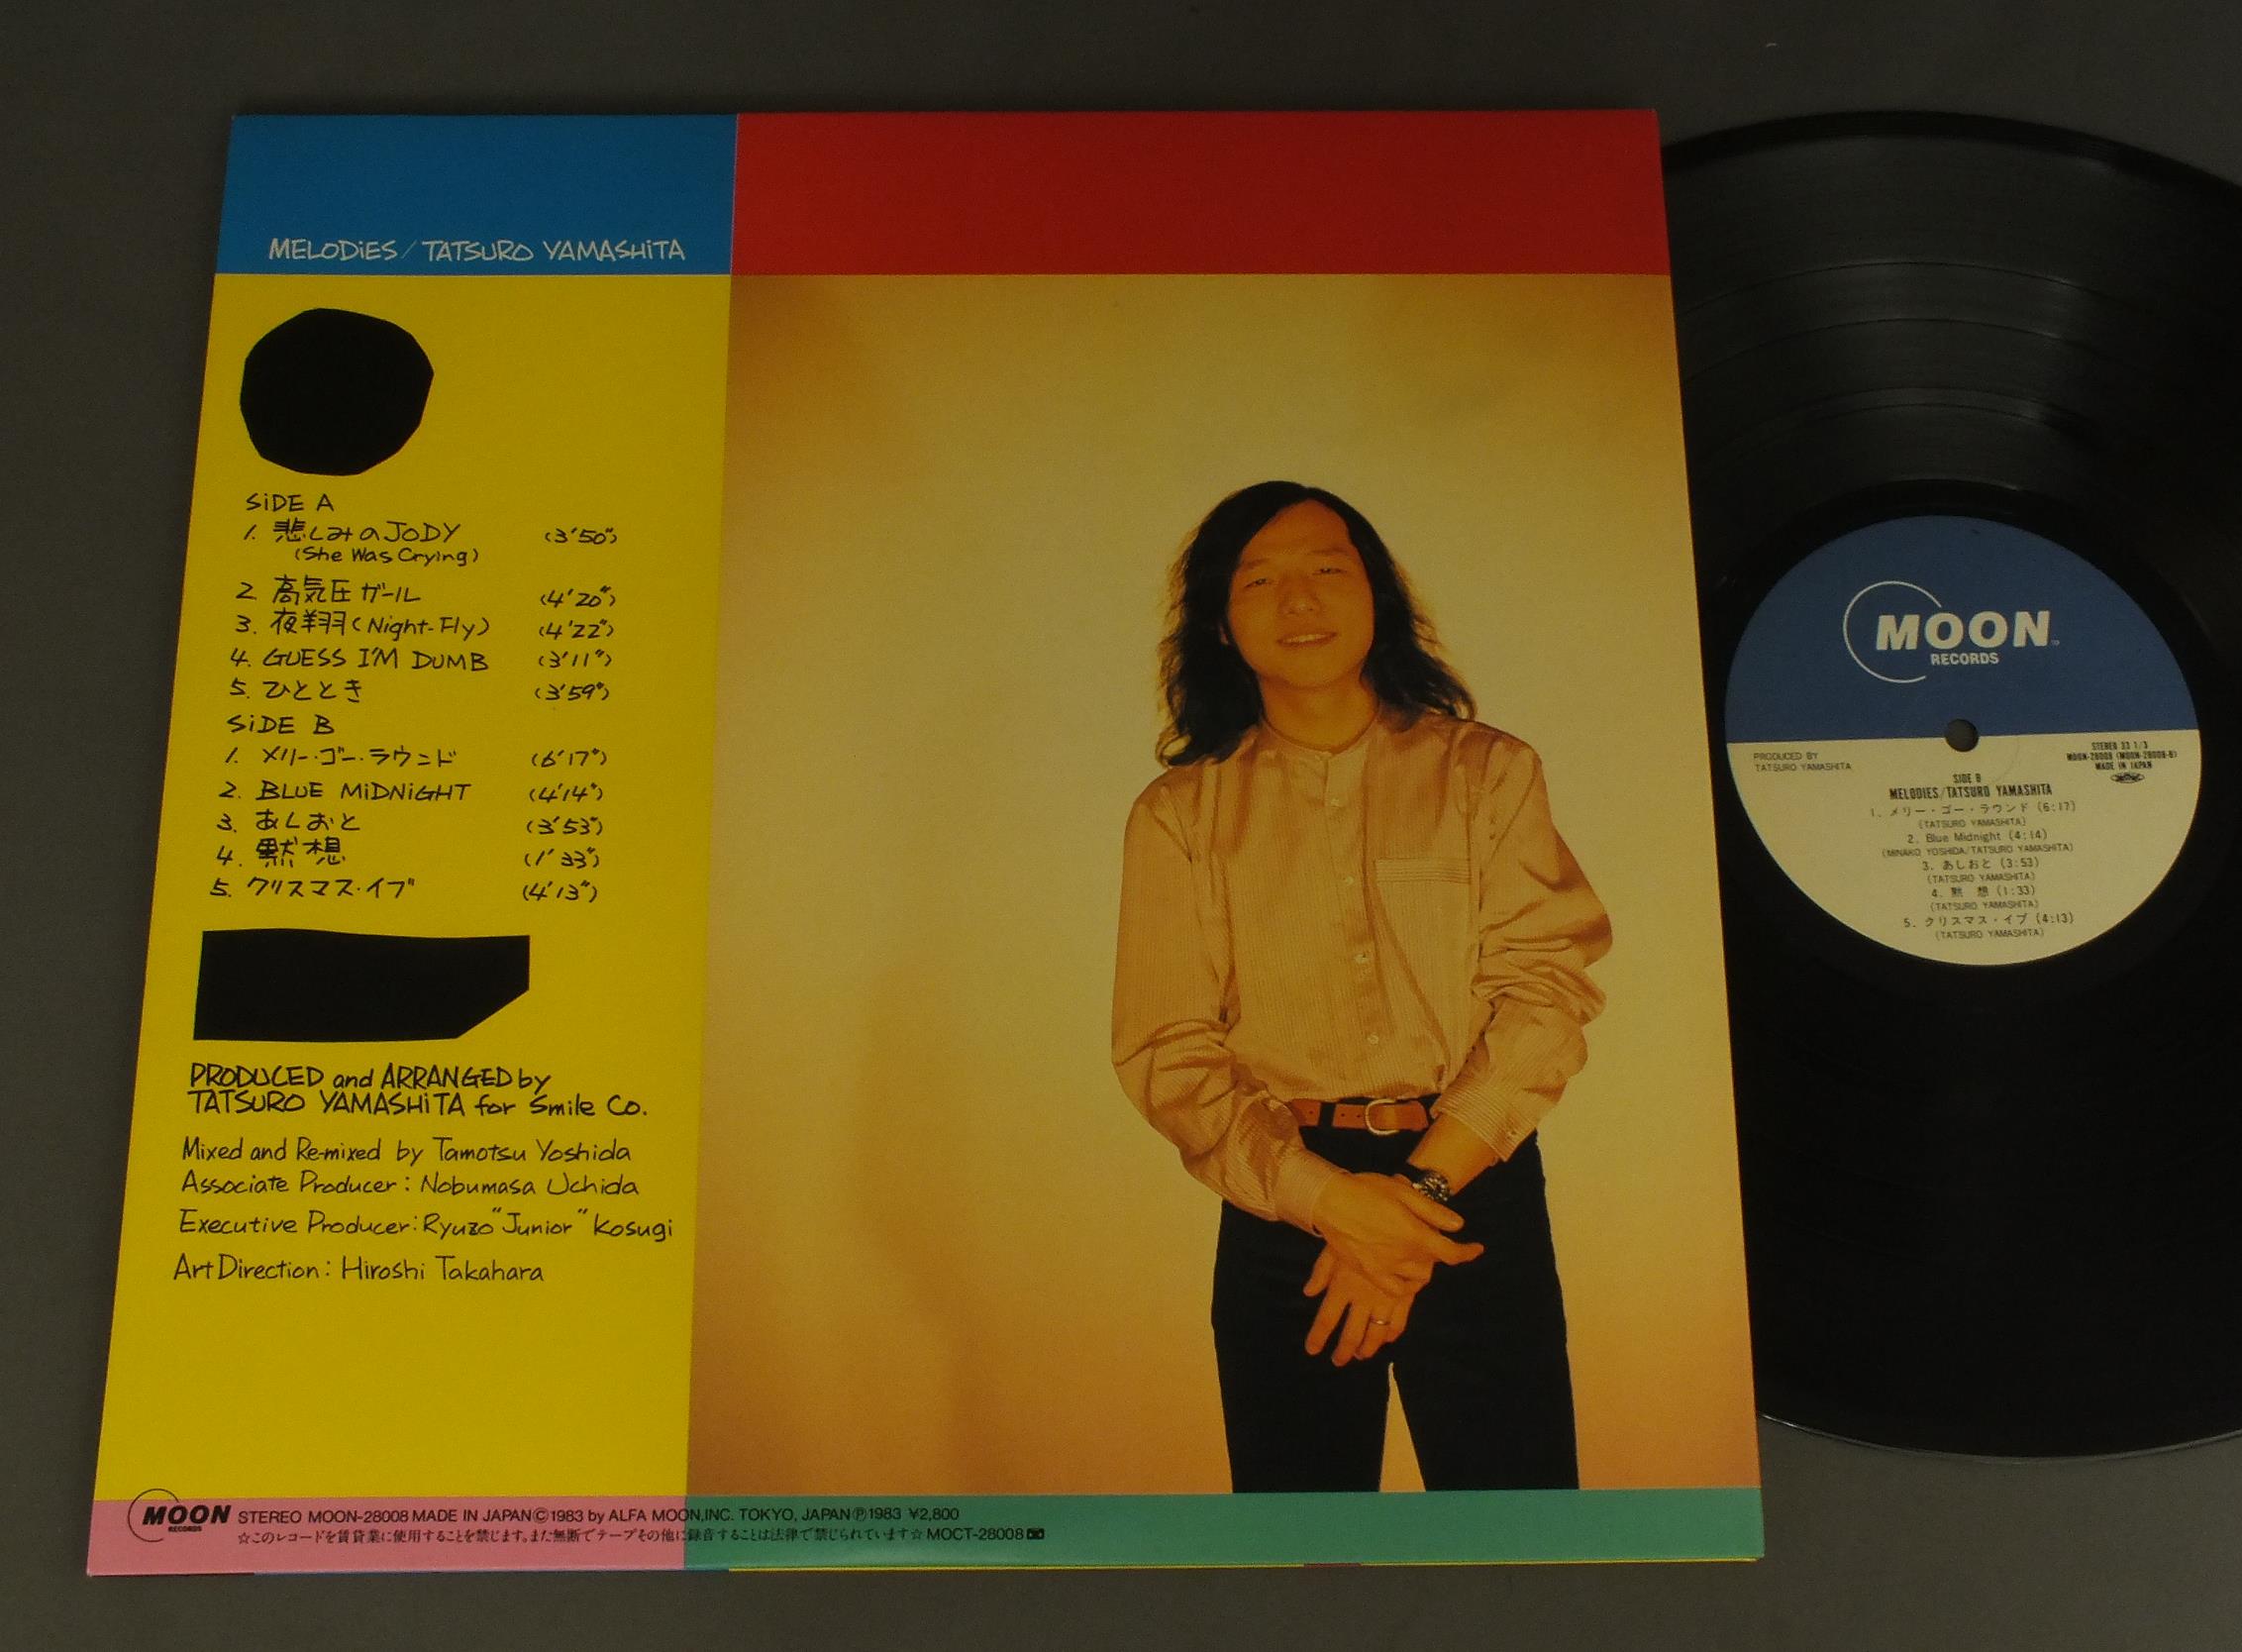 MELODiES/TATSURO YAMASHiTA
SiDE A
1. 悲しみのJODY (3'50")
(She Was Crying)
2. 高気圧ガール (4'20")
3. 夜翔(Night-Fly) (4'22")
4. GUESS I'M DUMB (3'11")
5. ひととき (3'59")
SiDE B
1. メリー・ゴー・ラウンド (6'17")
2. BLUE MiDNiGHT (4'14")
3. あしおと (3'53")
4. 黙想 (1'33")
5. クリスマス・イブ (4'13")
PRODUCED and ARRANGED by
TATSURO YAMASHiTA for Smile Co.
Mixed and Re-mixed by Tamotsu Yoshida
Associate Producer: Nobumasa Uchida
Executive Producer: Ryuzo "Junior" Kosugi
Art Direction: Hiroshi Takahara
MOON
RECORDS
STEREO MOON-28008 MADE IN JAPAN Ⓒ1983 by ALFA MOON, INC. TOKYO, JAPAN Ⓟ1983 ¥2,800
☆このレコードを賃貸業に使用することを禁じます。また無断でテープその他に録音することは法律で禁じられています☆ MOCT-28008
MOON
RECORDS
PRODUCED BY
TATSURO YAMASHITA
STEREO 33 1/3
MOON-28008 (MOON-28008-B)
MADE IN JAPAN
SIDE B
MELODIES/TATSURO YAMASHITA
1. メリー・ゴー・ラウンド (6:17)
(TATSURO YAMASHITA)
2. Blue Midnight (4:14)
(MINAKO YOSHIDA/TATSURO YAMASHITA)
3. あしおと (3:53)
(TATSURO YAMASHITA)
4. 黙 想 (1:33)
(TATSURO YAMASHITA)
5. クリスマス・イブ (4:13)
(TATSURO YAMASHITA)